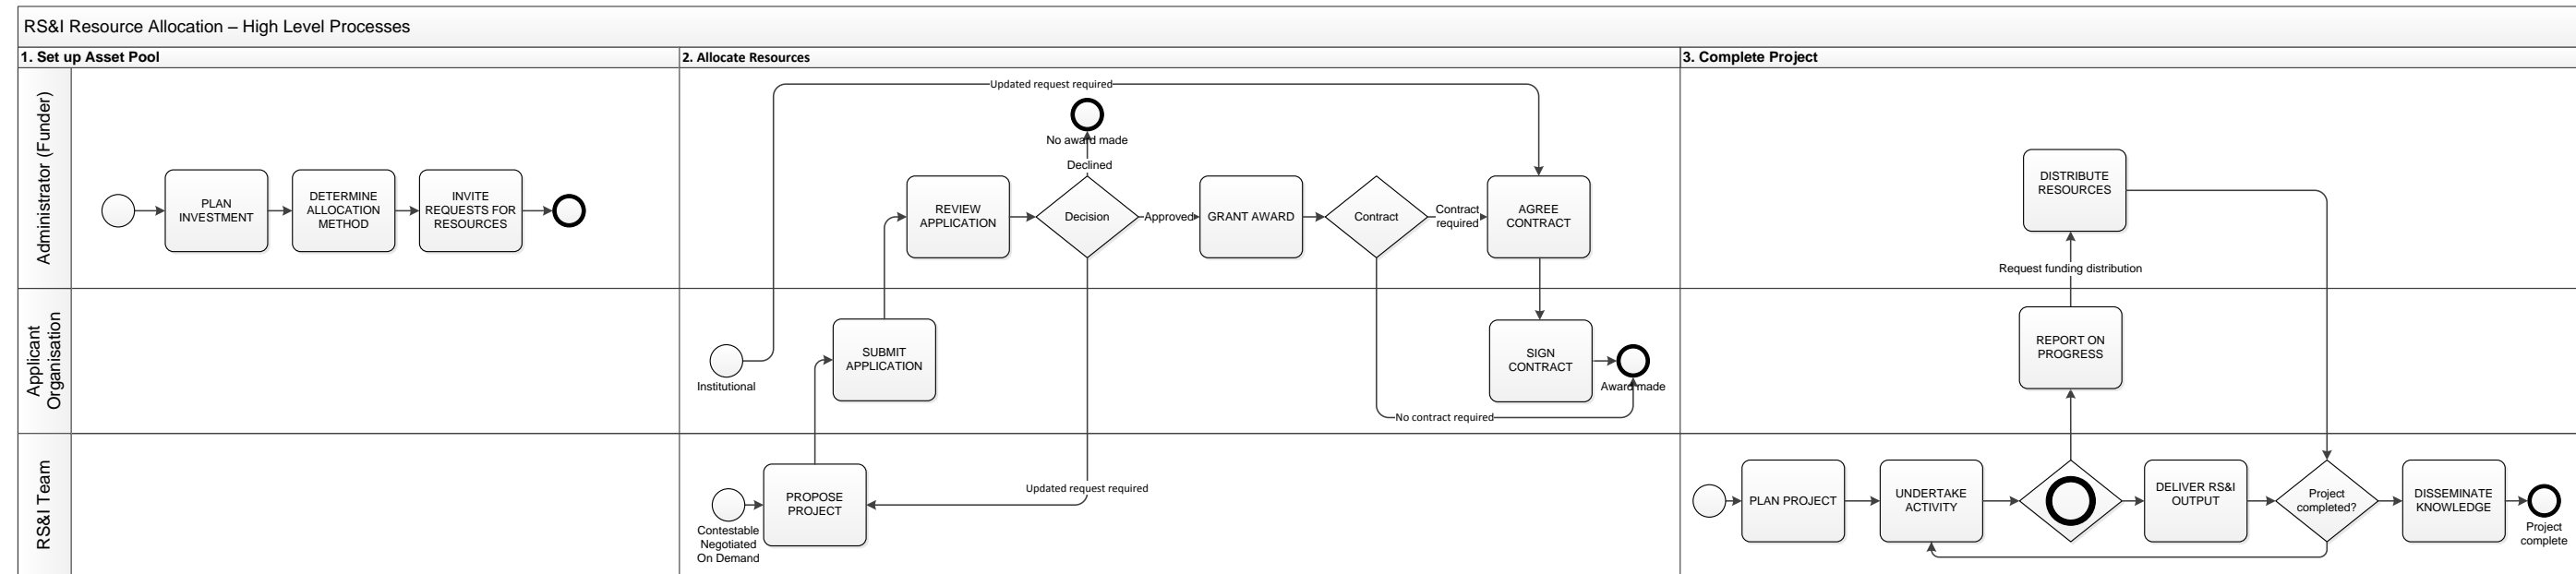 RS&I Resource Allocation – High Level Processes
1. Set up Asset Pool
2. Allocate Resources
3. Complete Project
Administrator (Funder)
PLAN
INVESTMENT
DETERMINE
ALLOCATION
METHOD
INVITE
REQUESTS FOR
RESOURCES
Updated request required
No award made
Declined
REVIEW
APPLICATION
Decision
Approved
GRANT AWARD
Contract
Contract
required
AGREE
CONTRACT
DISTRIBUTE
RESOURCES
Request funding distribution
Applicant
Organisation
Institutional
SUBMIT
APPLICATION
SIGN
CONTRACT
Award made
No contract required
REPORT ON
PROGRESS
RS&I Team
Contestable
Negotiated
On Demand
PROPOSE
PROJECT
Updated request required
PLAN PROJECT
UNDERTAKE
ACTIVITY
DELIVER RS&I
OUTPUT
Project
completed?
DISSEMINATE
KNOWLEDGE
Project
complete